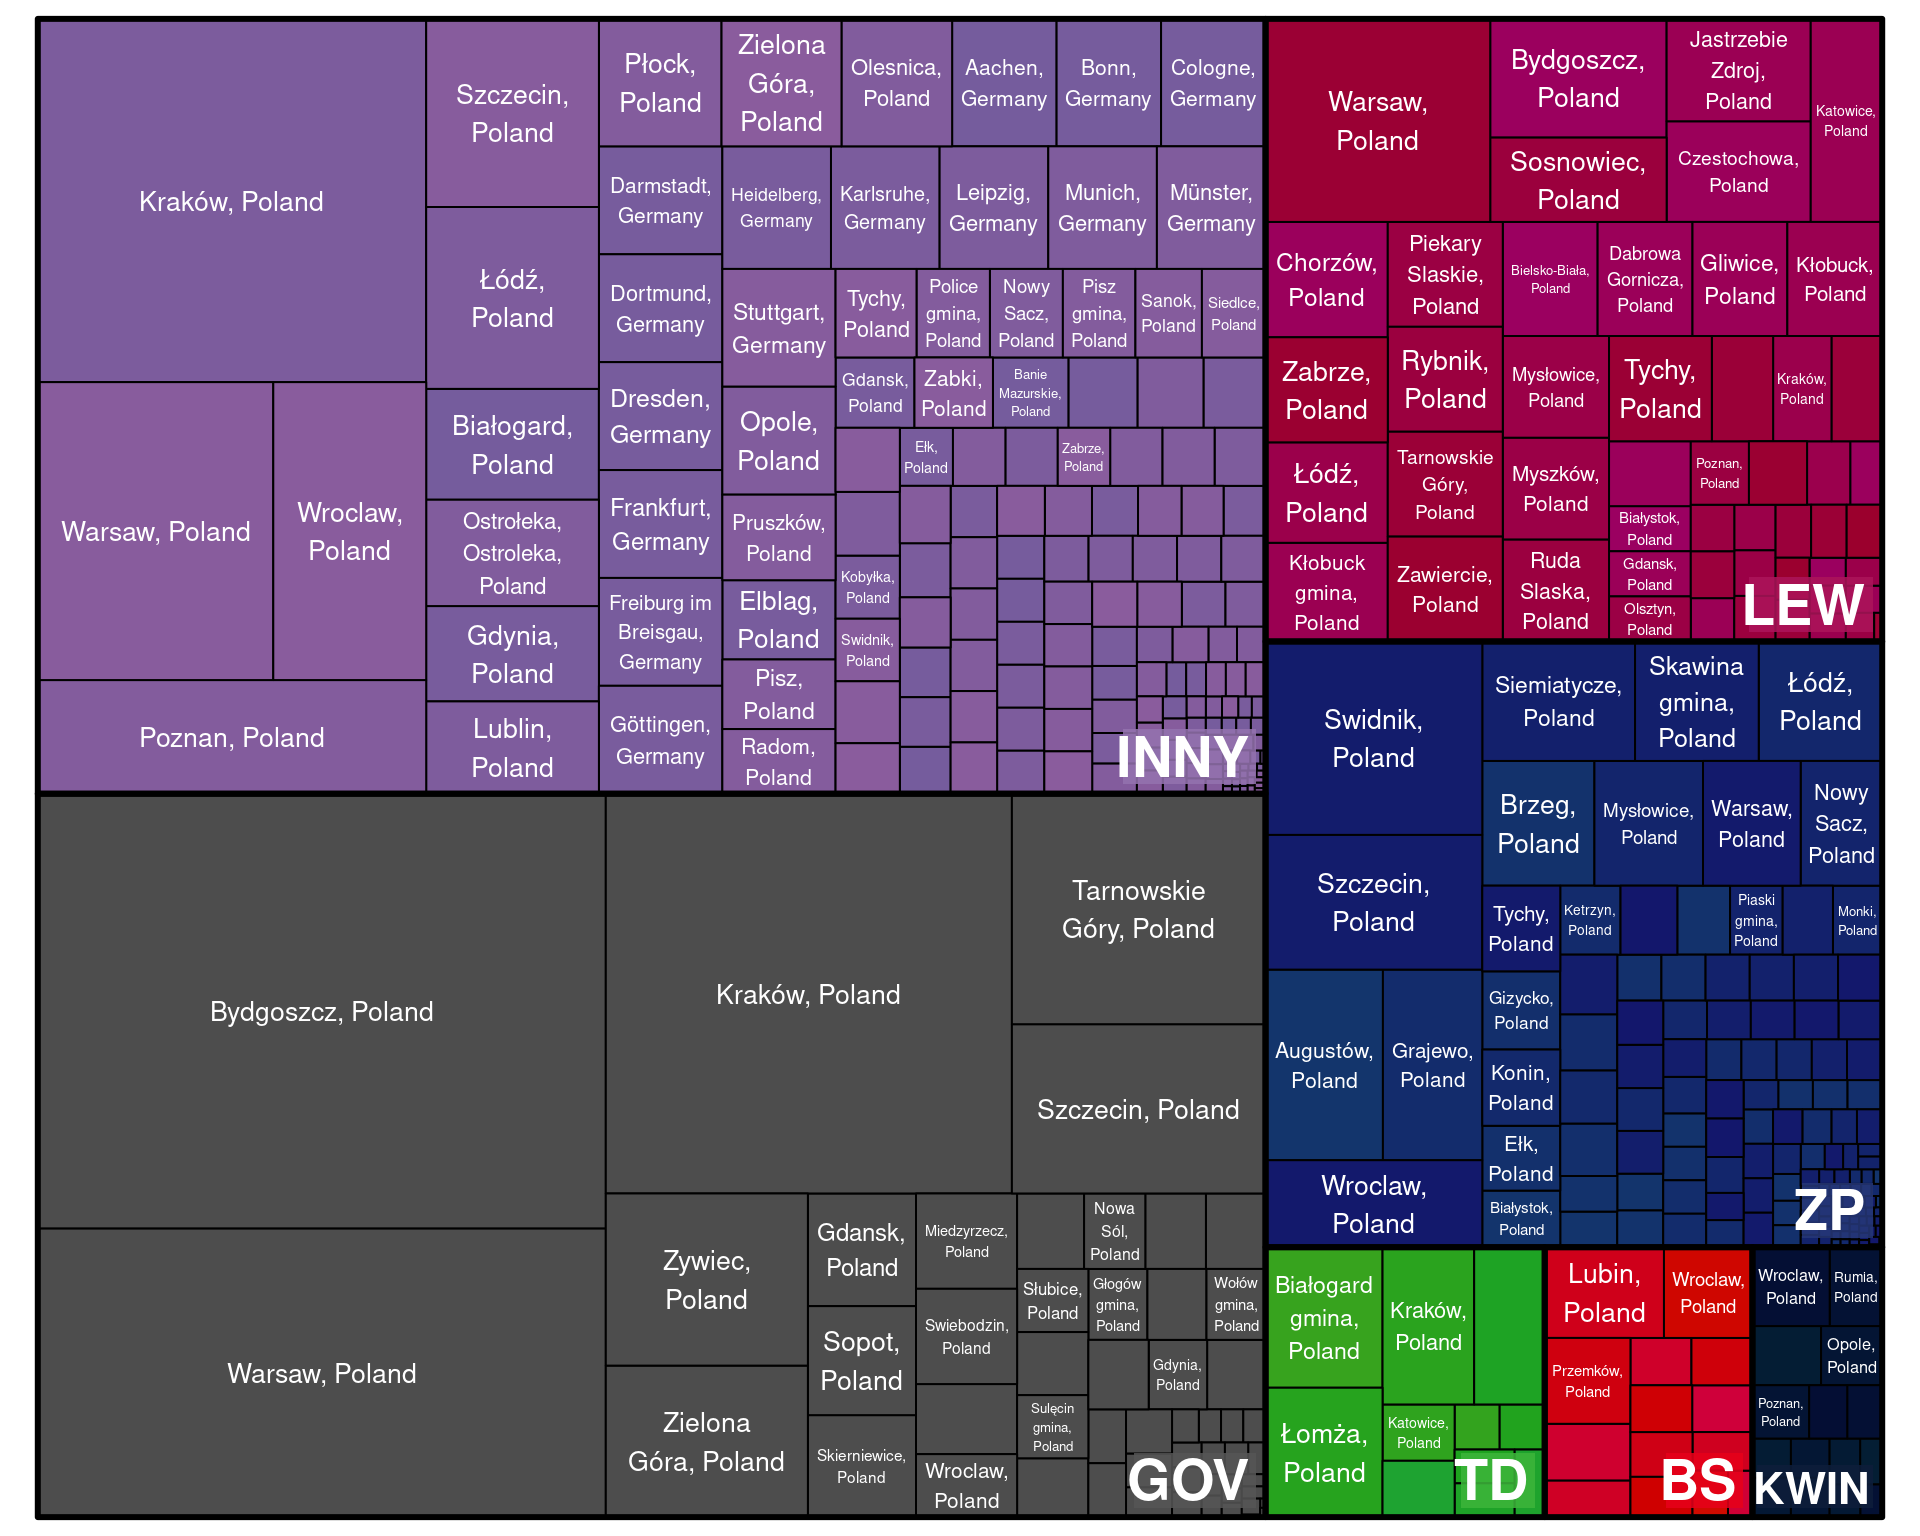 Kraków, Poland
Warsaw, Poland
Wroclaw,
Poland
Poznan, Poland
Szczecin,
Poland
Łódź,
Poland
Białogard,
Poland
Ostrołeka,
Ostroleka,
Poland
Gdynia,
Poland
Lublin,
Poland
Płock,
Poland
Zielona
Góra,
Poland
Olesnica,
Poland
Aachen,
Germany
Bonn,
Germany
Cologne,
Germany
Darmstadt,
Germany
Dortmund,
Germany
Dresden,
Germany
Frankfurt,
Germany
Freiburg im
Breisgau,
Germany
Göttingen,
Germany
Heidelberg,
Germany
Karlsruhe,
Germany
Leipzig,
Germany
Munich,
Germany
Münster,
Germany
Stuttgart,
Germany
Opole,
Poland
Pruszków,
Poland
Elblag,
Poland
Pisz,
Poland
Radom,
Poland
Tychy,
Poland
Police
gmina,
Poland
Nowy
Sacz,
Poland
Pisz
gmina,
Poland
Sanok,
Poland
Siedlce,
Poland
Gdansk,
Poland
Zabki,
Poland
Banie
Mazurskie,
Poland
Ełk,
Poland
Zabrze,
Poland
Kobyłka,
Poland
Swidnik,
Poland
INNY
Warsaw,
Poland
Bydgoszcz,
Poland
Sosnowiec,
Poland
Jastrzebie
Zdroj,
Poland
Czestochowa,
Poland
Katowice,
Poland
Chorzów,
Poland
Zabrze,
Poland
Łódź,
Poland
Kłobuck
gmina,
Poland
Piekary
Slaskie,
Poland
Rybnik,
Poland
Tarnowskie
Góry,
Poland
Zawiercie,
Poland
Bielsko-Biała,
Poland
Dabrowa
Gornicza,
Poland
Gliwice,
Poland
Kłobuck,
Poland
Mysłowice,
Poland
Myszków,
Poland
Ruda
Slaska,
Poland
Tychy,
Poland
Kraków,
Poland
Poznan,
Poland
Białystok,
Poland
Gdansk,
Poland
Olsztyn,
Poland
LEW
Bydgoszcz, Poland
Warsaw, Poland
Kraków, Poland
Tarnowskie
Góry, Poland
Szczecin, Poland
Zywiec,
Poland
Zielona
Góra, Poland
Gdansk,
Poland
Sopot,
Poland
Skierniewice,
Poland
Miedzyrzecz,
Poland
Swiebodzin,
Poland
Wroclaw,
Poland
Nowa
Sól,
Poland
Słubice,
Poland
Głogów
gmina,
Poland
Wołów
gmina,
Poland
Gdynia,
Poland
Sulęcin
gmina,
Poland
GOV
Swidnik,
Poland
Szczecin,
Poland
Augustów,
Poland
Grajewo,
Poland
Wroclaw,
Poland
Siemiatycze,
Poland
Skawina
gmina,
Poland
Łódź,
Poland
Brzeg,
Poland
Mysłowice,
Poland
Warsaw,
Poland
Nowy
Sacz,
Poland
Tychy,
Poland
Gizycko,
Poland
Konin,
Poland
Ełk,
Poland
Białystok,
Poland
Ketrzyn,
Poland
Piaski
gmina,
Poland
Monki,
Poland
ZP
Białogard
gmina,
Poland
Łomża,
Poland
Kraków,
Poland
Katowice,
Poland
TD
Lubin,
Poland
Wroclaw,
Poland
Przemków,
Poland
BS
Wroclaw,
Poland
Rumia,
Poland
Opole,
Poland
Poznan,
Poland
KWIN